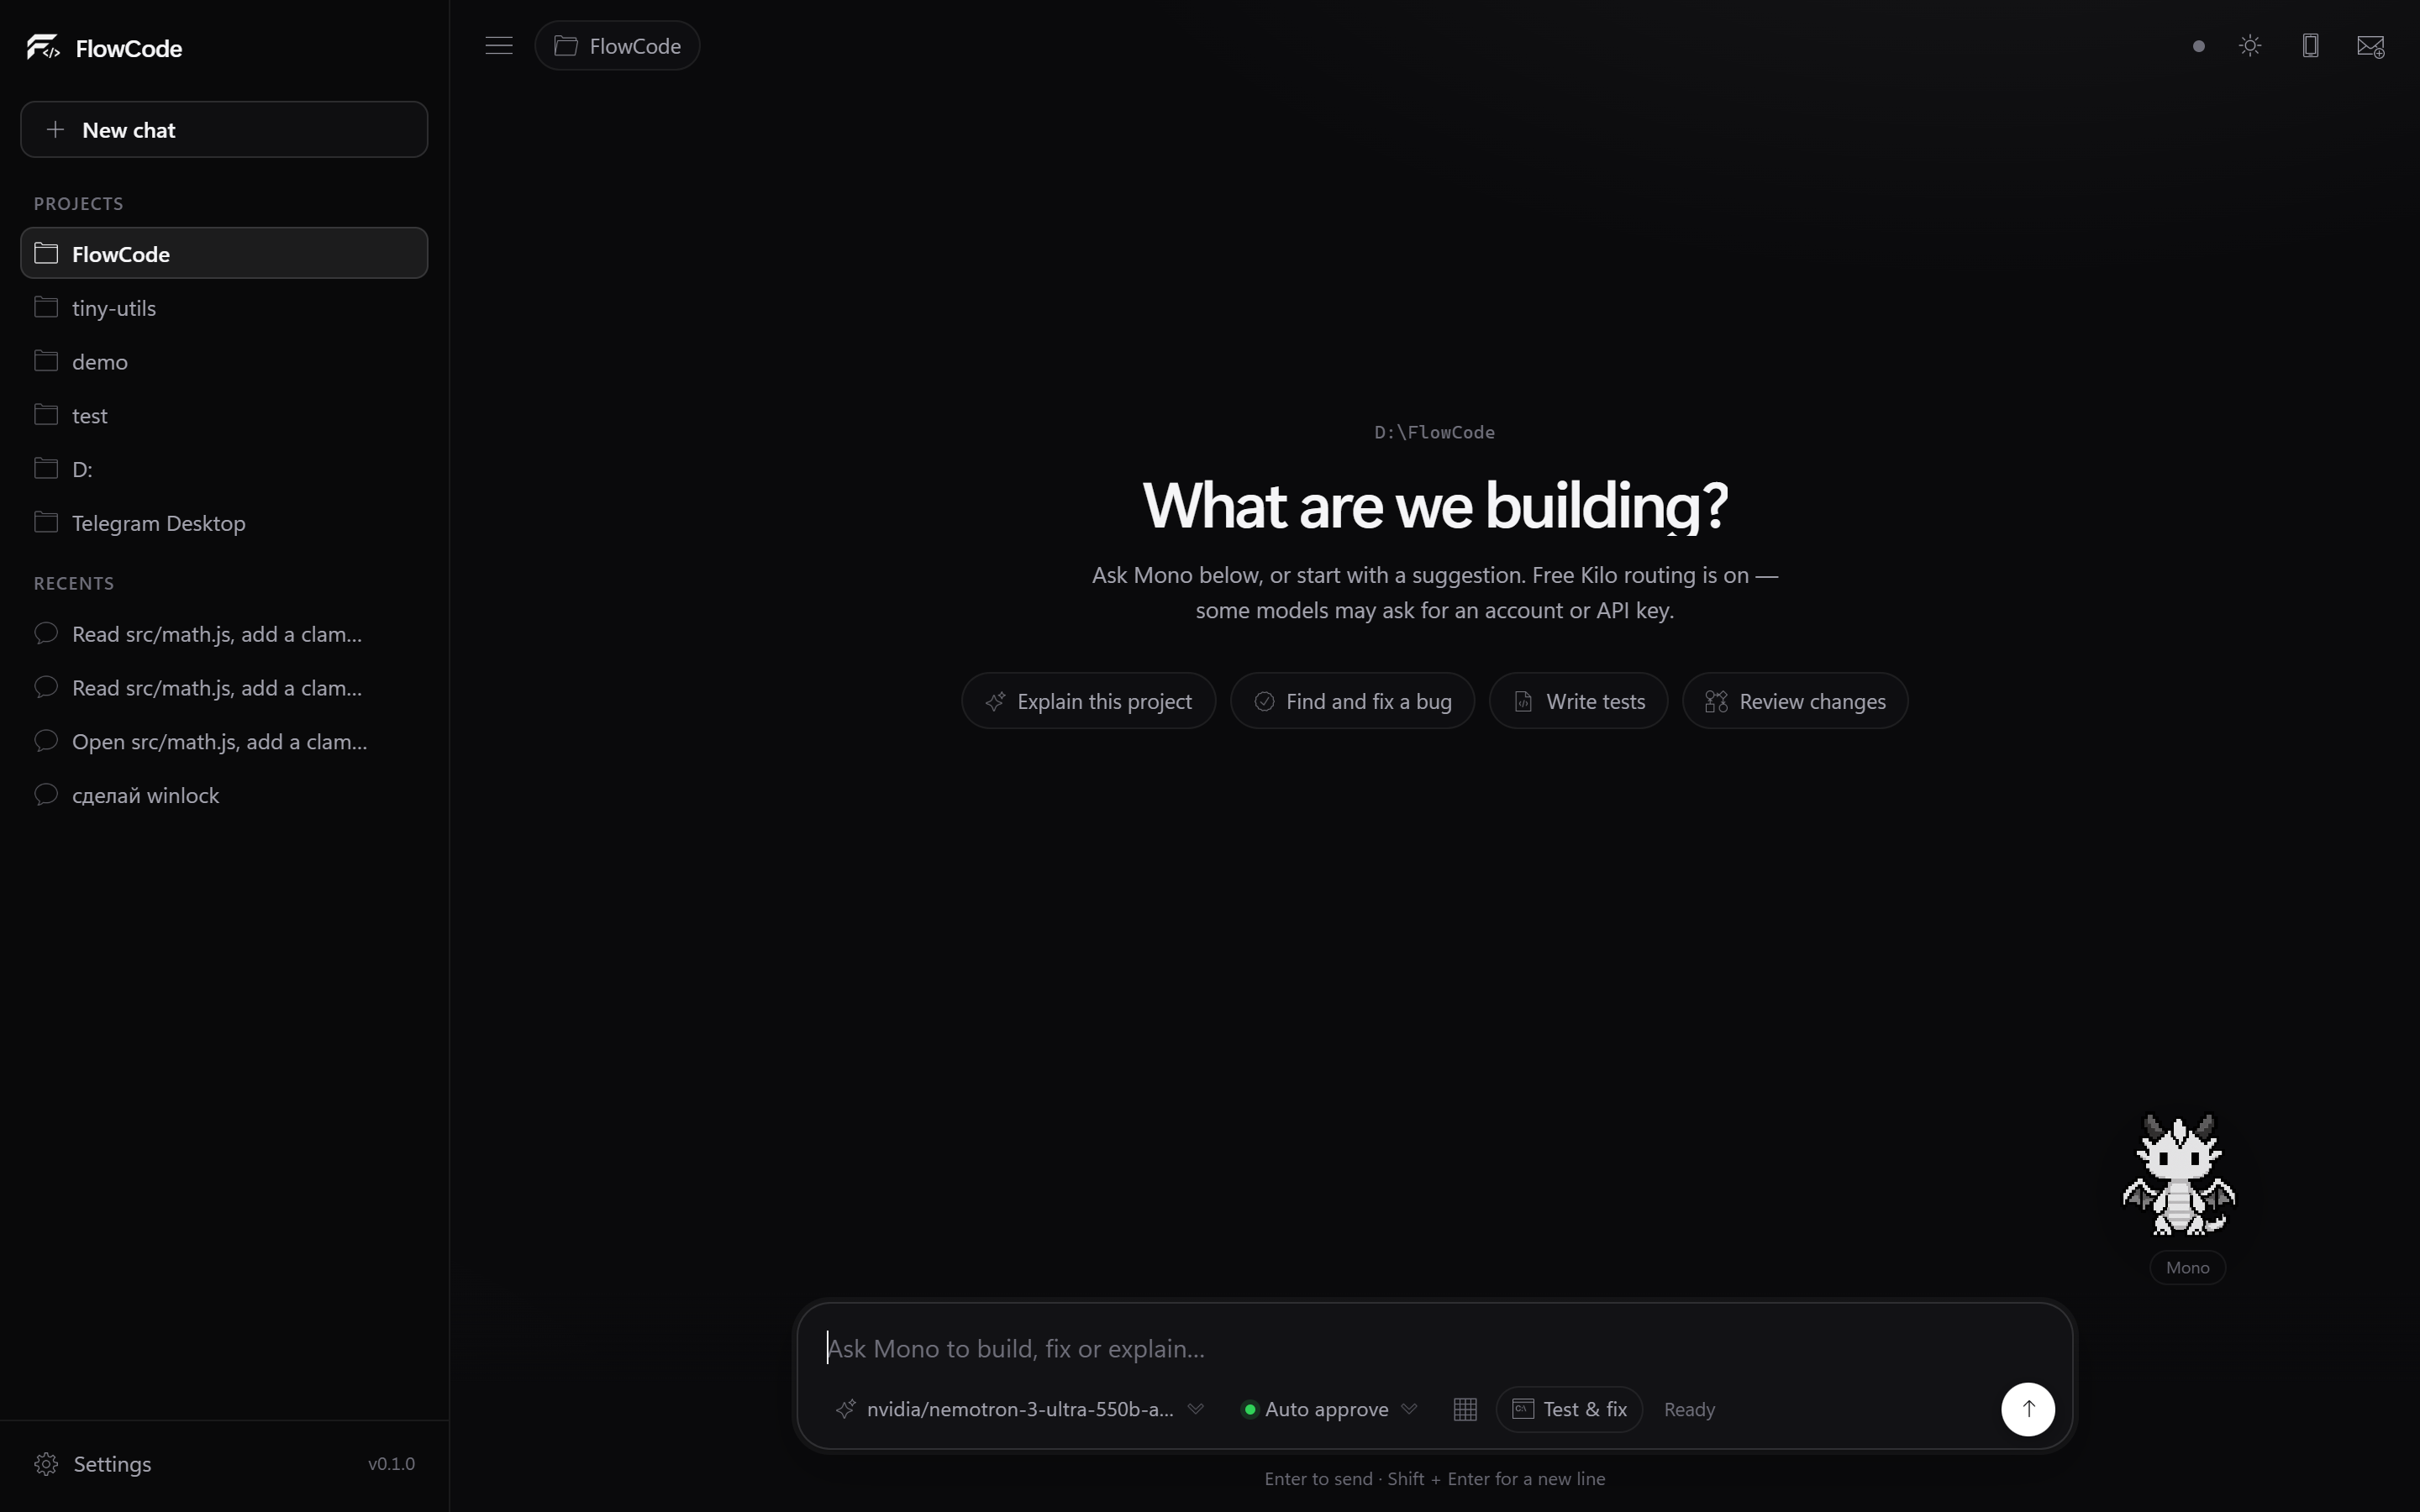 FlowCode
New chat
PROJECTS
FlowCode
tiny-utils
demo
test
D:
Telegram Desktop
RECENTS
Read src/math.js, add a clam...
Read src/math.js, add a clam...
Open src/math.js, add a clam...
сделай winlock
Settings
v0.1.0
FlowCode
D:\FlowCode
What are we building?
Ask Mono below, or start with a suggestion. Free Kilo routing is on —
some models may ask for an account or API key.
Explain this project
Find and fix a bug
Write tests
Review changes
Mono
Ask Mono to build, fix or explain...
nvidia/nemotron-3-ultra-550b-a...
Auto approve
Test & fix
Ready
Enter to send · Shift + Enter for a new line